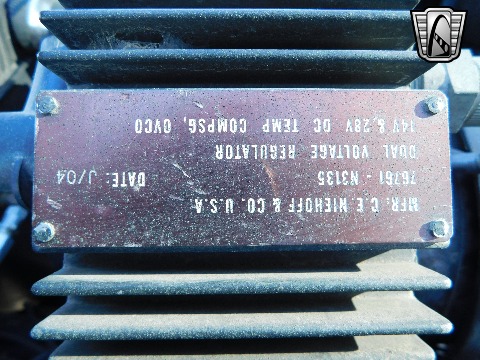 MFR. C.E. NIEHOFF & CO. U.S.A.
76761 - N3135 DATE: J/04
DUAL VOLTAGE REGULATOR
14V & 28V DC TEMP COMPSG, OVCO